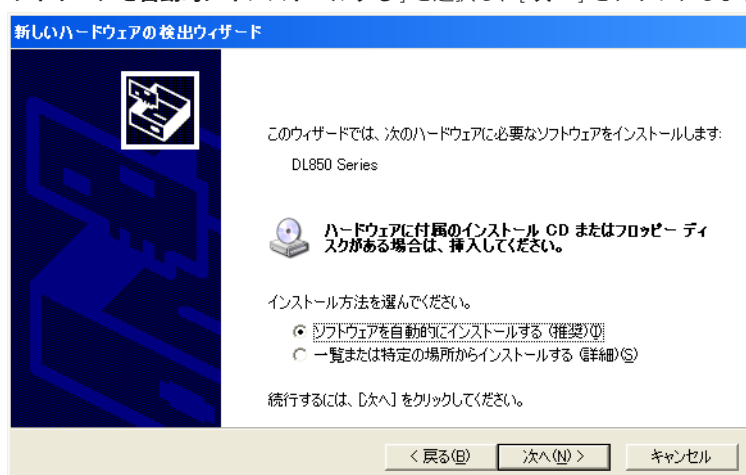 新しいハードウェアの検出ウィザード
このウィザードでは、次のハードウェアに必要なソフトウェアをインストールします:
DL850 Series
ハードウェアに付属のインストール CD またはフロッピー ディ
スクがある場合は、挿入してください。
インストール方法を選んでください。
ソフトウェアを自動的にインストールする (推奨)(I)
一覧または特定の場所からインストールする (詳細)(S)
続行するには、[次へ] をクリックしてください。
< 戻る(B) 次へ(N) > キャンセル